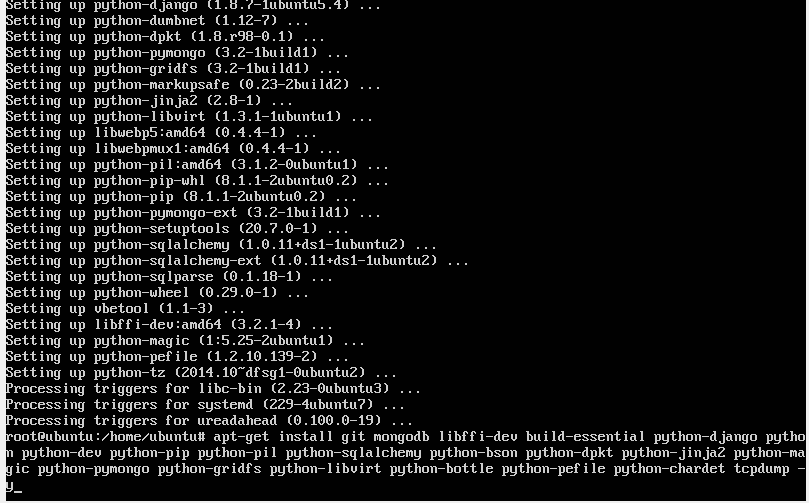 Setting up python-django (1.8.7-1ubuntu5.4) ...
Setting up python-dumbnet (1.12-7) ...
Setting up python-dpkt (1.8.r98-0.1) ...
Setting up python-pymongo (3.2-1build1) ...
Setting up python-gridfs (3.2-1build1) ...
Setting up python-markupsafe (0.23-2build2) ...
Setting up python-jinja2 (2.8-1) ...
Setting up python-libvirt (1.3.1-1ubuntu1) ...
Setting up libwebp5:amd64 (0.4.4-1) ...
Setting up libwebpmux1:amd64 (0.4.4-1) ...
Setting up python-pil:amd64 (3.1.2-0ubuntu1) ...
Setting up python-pip-whl (8.1.1-2ubuntu0.2) ...
Setting up python-pip (8.1.1-2ubuntu0.2) ...
Setting up python-pymongo-ext (3.2-1build1) ...
Setting up python-setuptools (20.7.0-1) ...
Setting up python-sqlalchemy (1.0.11+ds1-1ubuntu2) ...
Setting up python-sqlalchemy-ext (1.0.11+ds1-1ubuntu2) ...
Setting up python-sqlparse (0.1.18-1) ...
Setting up python-wheel (0.29.0-1) ...
Setting up vbetool (1.1-3) ...
Setting up libffi-dev:amd64 (3.2.1-4) ...
Setting up python-magic (1:5.25-2ubuntu1) ...
Setting up python-pefile (1.2.10.139-2) ...
Setting up python-tz (2014.10~dfsg1-0ubuntu2) ...
Processing triggers for libc-bin (2.23-0ubuntu3) ...
Processing triggers for systemd (229-4ubuntu7) ...
Processing triggers for ureadahead (0.100.0-19) ...
root@ubuntu:/home/ubuntu# apt-get install git mongodb libffi-dev build-essential python-django pytho
n python-dev python-pip python-pil python-sqlalchemy python-bson python-dpkt python-jinja2 python-ma
gic python-pymongo python-gridfs python-libvirt python-bottle python-pefile python-chardet tcpdump -
y_